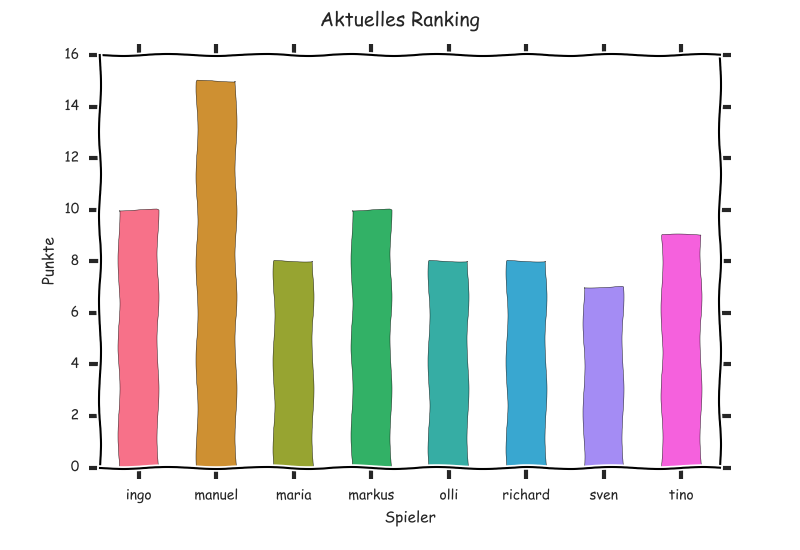 Aktuelles Ranking
16
14
12
10
8
6
4
2
0
Punkte
ingo manuel maria markus olli richard sven tino
Spieler